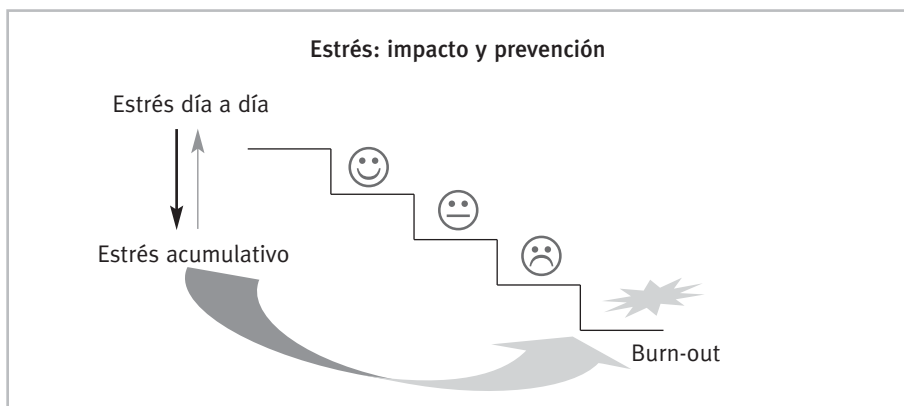 Estrés: impacto y prevención
Estrés día a día
Estrés acumulativo
Burn-out